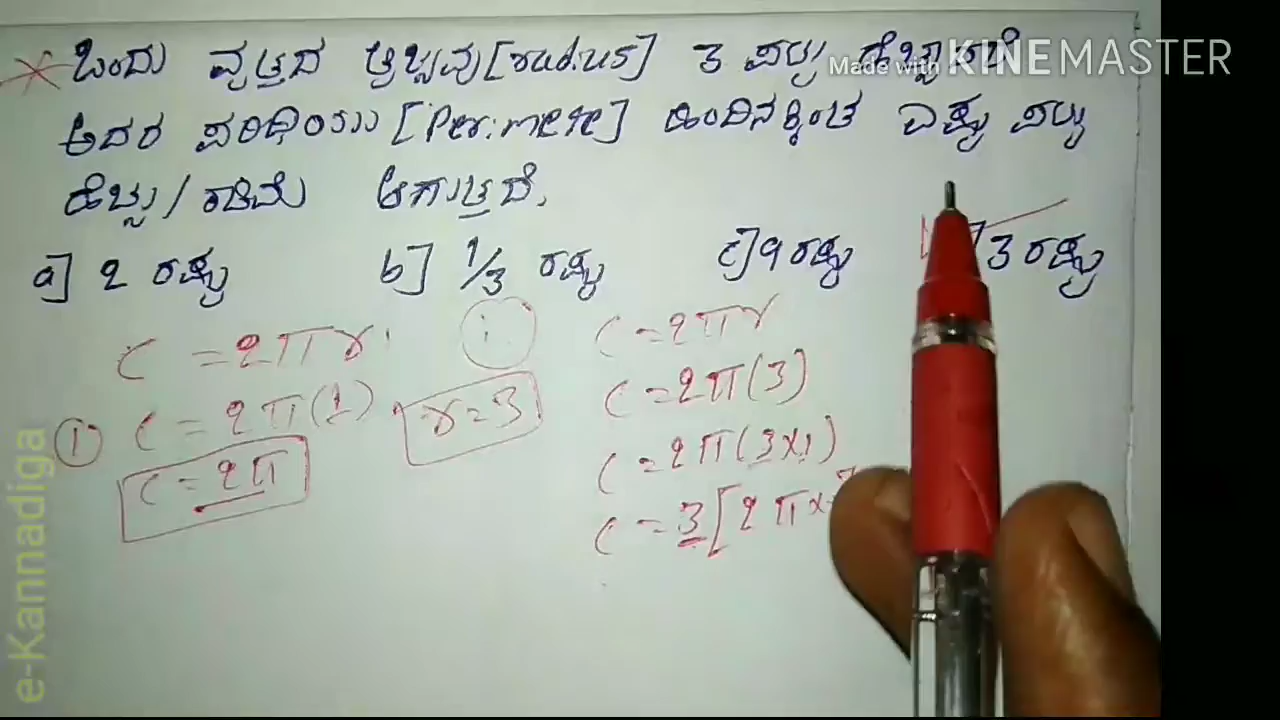 ಒಂದು ವೃತ್ತದ ತ್ರಿಜ್ಯವು [radius] 3 ಪಟ್ಟು ಹೆಚ್ಚಾದರೆ
Made with KINEMASTER
ಅದರ ಪರಿಧಿಯು [Perimete] ಹಿಂದಿನಕ್ಕಿಂತ ಎಷ್ಟು ಪಟ್ಟು
ಹೆಚ್ಚು / ಕಡಿಮೆ ಆಗುತ್ತದೆ.
a] 2 ರಷ್ಟು b] 1/3 ರಷ್ಟು c] 9 ರಷ್ಟು ] 3 ರಷ್ಟು
C = 2πr i C = 2πr
C = 2π(3)
① C = 2π(1) r = 3
C = 2π(3×1)
C = 2π
C = 3[2π×
e-Kannadiga